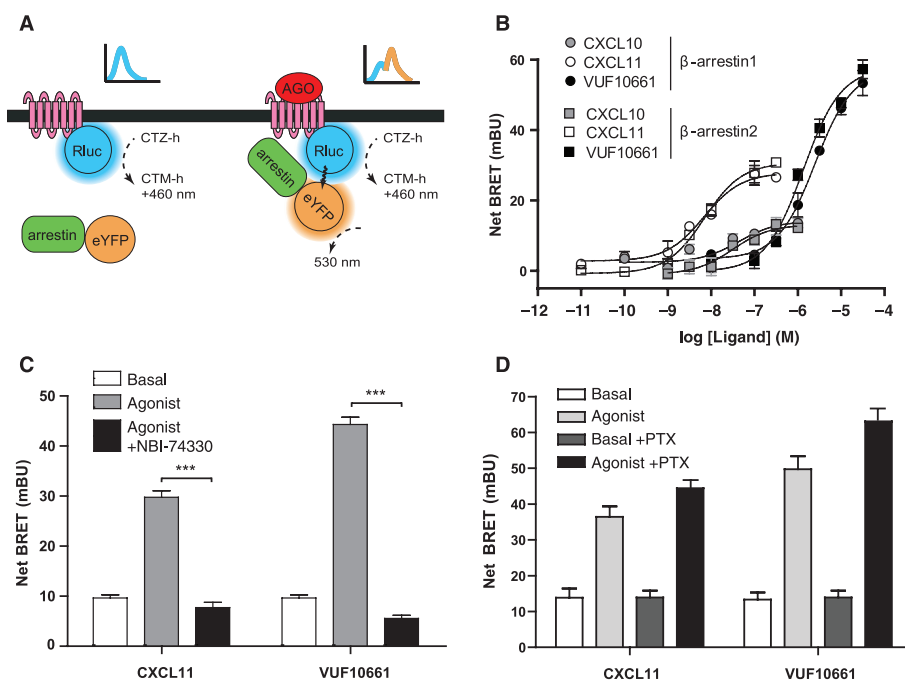 A
AGO
Rluc
CTZ-h
CTM-h
+460 nm
arrestin
eYFP
Rluc
CTZ-h
CTM-h
+460 nm
arrestin
eYFP
530 nm
B
CXCL10
CXCL11
VUF10661
β-arrestin1
CXCL10
CXCL11
VUF10661
β-arrestin2
Net BRET (mBU)
60
40
20
0
−12 −11 −10 −9 −8 −7 −6 −5 −4
log [Ligand] (M)
C
Basal
Agonist
Agonist
+NBI-74330
***
***
Net BRET (mBU)
50
40
30
20
10
0
CXCL11 VUF10661
D
Basal
Agonist
Basal +PTX
Agonist +PTX
Net BRET (mBU)
70
60
50
40
30
20
10
0
CXCL11 VUF10661